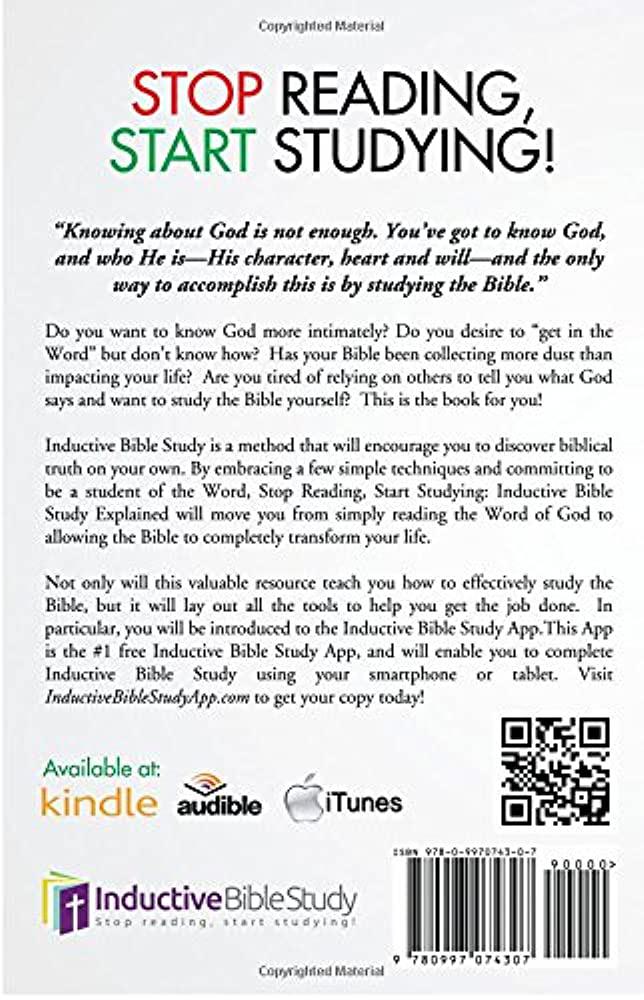 Copyrighted Material
STOP READING,
START STUDYING!
“Knowing about God is not enough. You’ve got to know God,
and who He is—His character, heart and will—and the only
way to accomplish this is by studying the Bible.”
Do you want to know God more intimately? Do you desire to “get in the
Word” but don’t know how? Has your Bible been collecting more dust than
impacting your life? Are you tired of relying on others to tell you what God
says and want to study the Bible yourself? This is the book for you!
Inductive Bible Study is a method that will encourage you to discover biblical
truth on your own. By embracing a few simple techniques and committing to
be a student of the Word, Stop Reading, Start Studying: Inductive Bible
Study Explained will move you from simply reading the Word of God to
allowing the Bible to completely transform your life.
Not only will this valuable resource teach you how to effectively study the
Bible, but it will lay out all the tools to help you get the job done. In
particular, you will be introduced to the Inductive Bible Study App.This App
is the #1 free Inductive Bible Study App, and will enable you to complete
Inductive Bible Study using your smartphone or tablet. Visit
InductiveBibleStudyApp.com to get your copy today!
Available at:
kindle audible iTunes
ISBN 978-0-9970743-0-7
90000>
InductiveBibleStudy
Stop reading, start studying!
9 780997 074307
Copyrighted Material